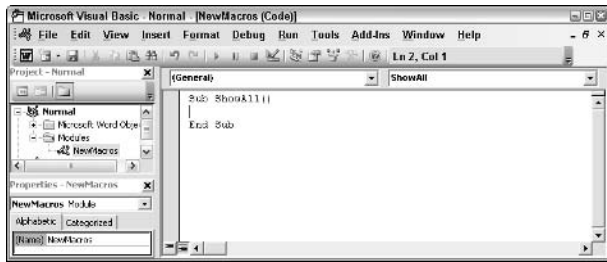 Microsoft Visual Basic - Normal - [NewMacros (Code)]
File Edit View Insert Format Debug Run Tools Add-Ins Window Help
Ln 2, Col 1
Project - Normal
(General)
ShowAll
Normal
Microsoft Word Obje
Modules
NewMacros
Sub ShowAll()
End Sub
Properties - NewMacros
NewMacros Module
Alphabetic Categorized
(Name) NewMacros